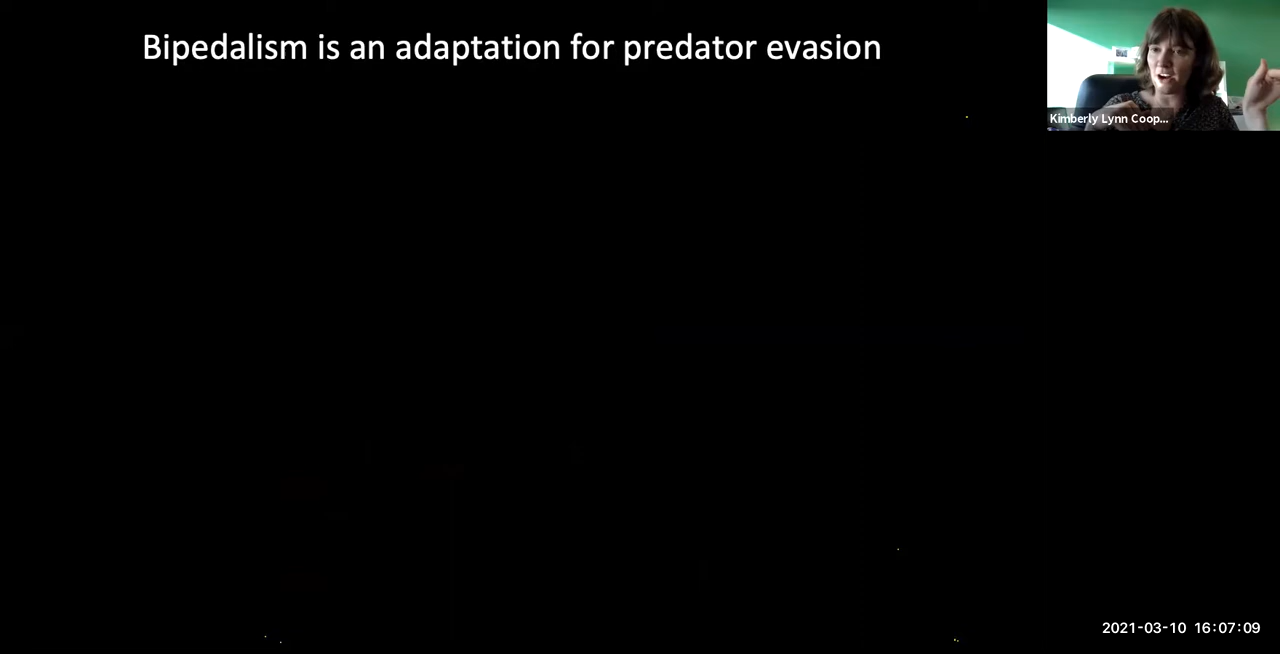 Bipedalism is an adaptation for predator evasion
Kimberly Lynn Coop...
2021-03-10 16:07:09